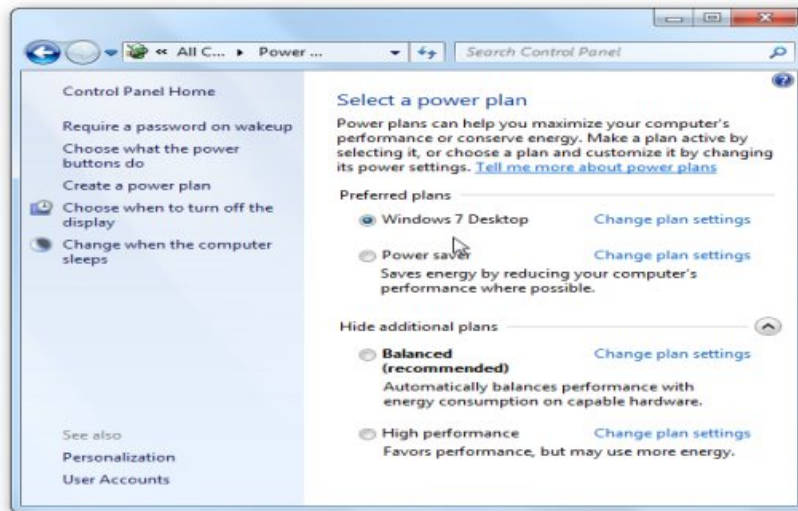 « All C... ▸ Power ...
Search Control Panel
Control Panel Home
Require a password on wakeup
Choose what the power
buttons do
Create a power plan
Choose when to turn off the
display
Change when the computer
sleeps
See also
Personalization
User Accounts
Select a power plan
Power plans can help you maximize your computer's
performance or conserve energy. Make a plan active by
selecting it, or choose a plan and customize it by changing
its power settings. Tell me more about power plans
Preferred plans
Windows 7 Desktop Change plan settings
Power saver Change plan settings
Saves energy by reducing your computer's
performance where possible.
Hide additional plans
Balanced Change plan settings
(recommended)
Automatically balances performance with
energy consumption on capable hardware.
High performance Change plan settings
Favors performance, but may use more energy.